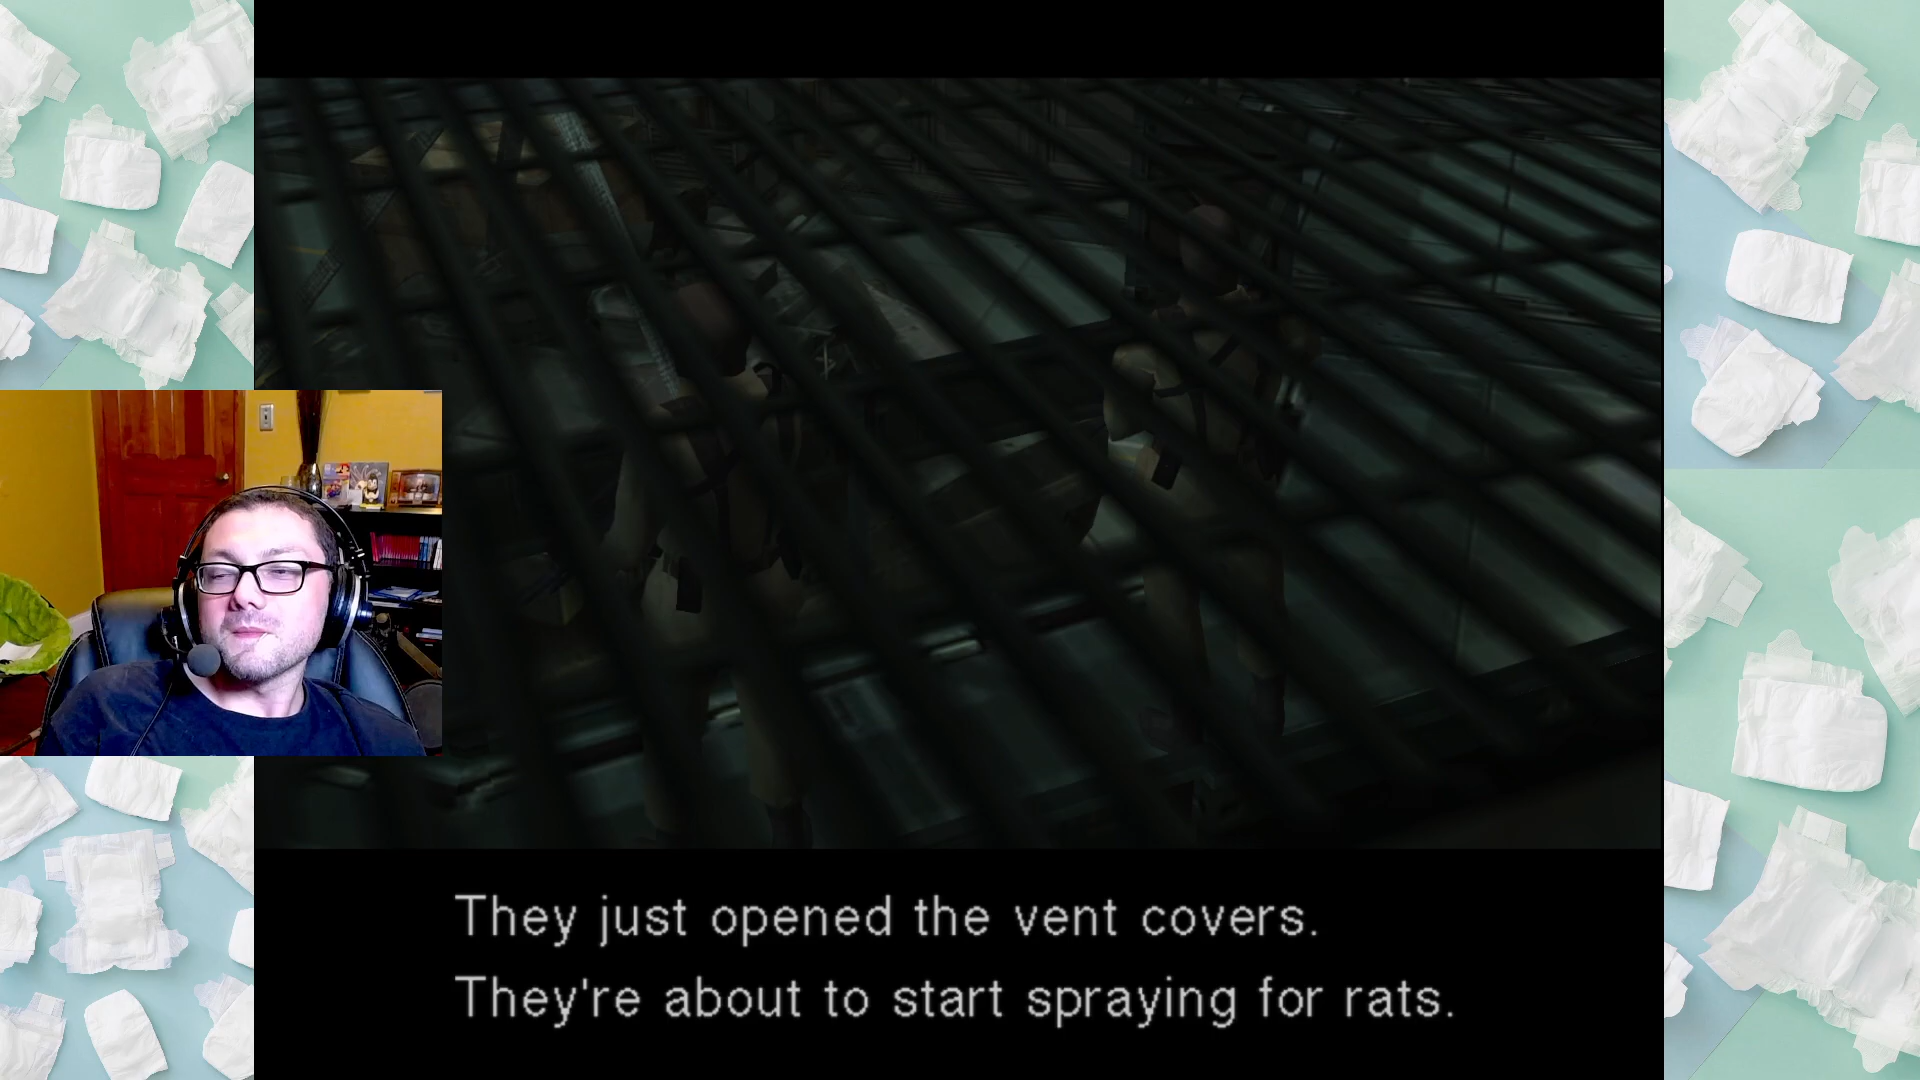 They just opened the vent covers.
They're about to start spraying for rats.